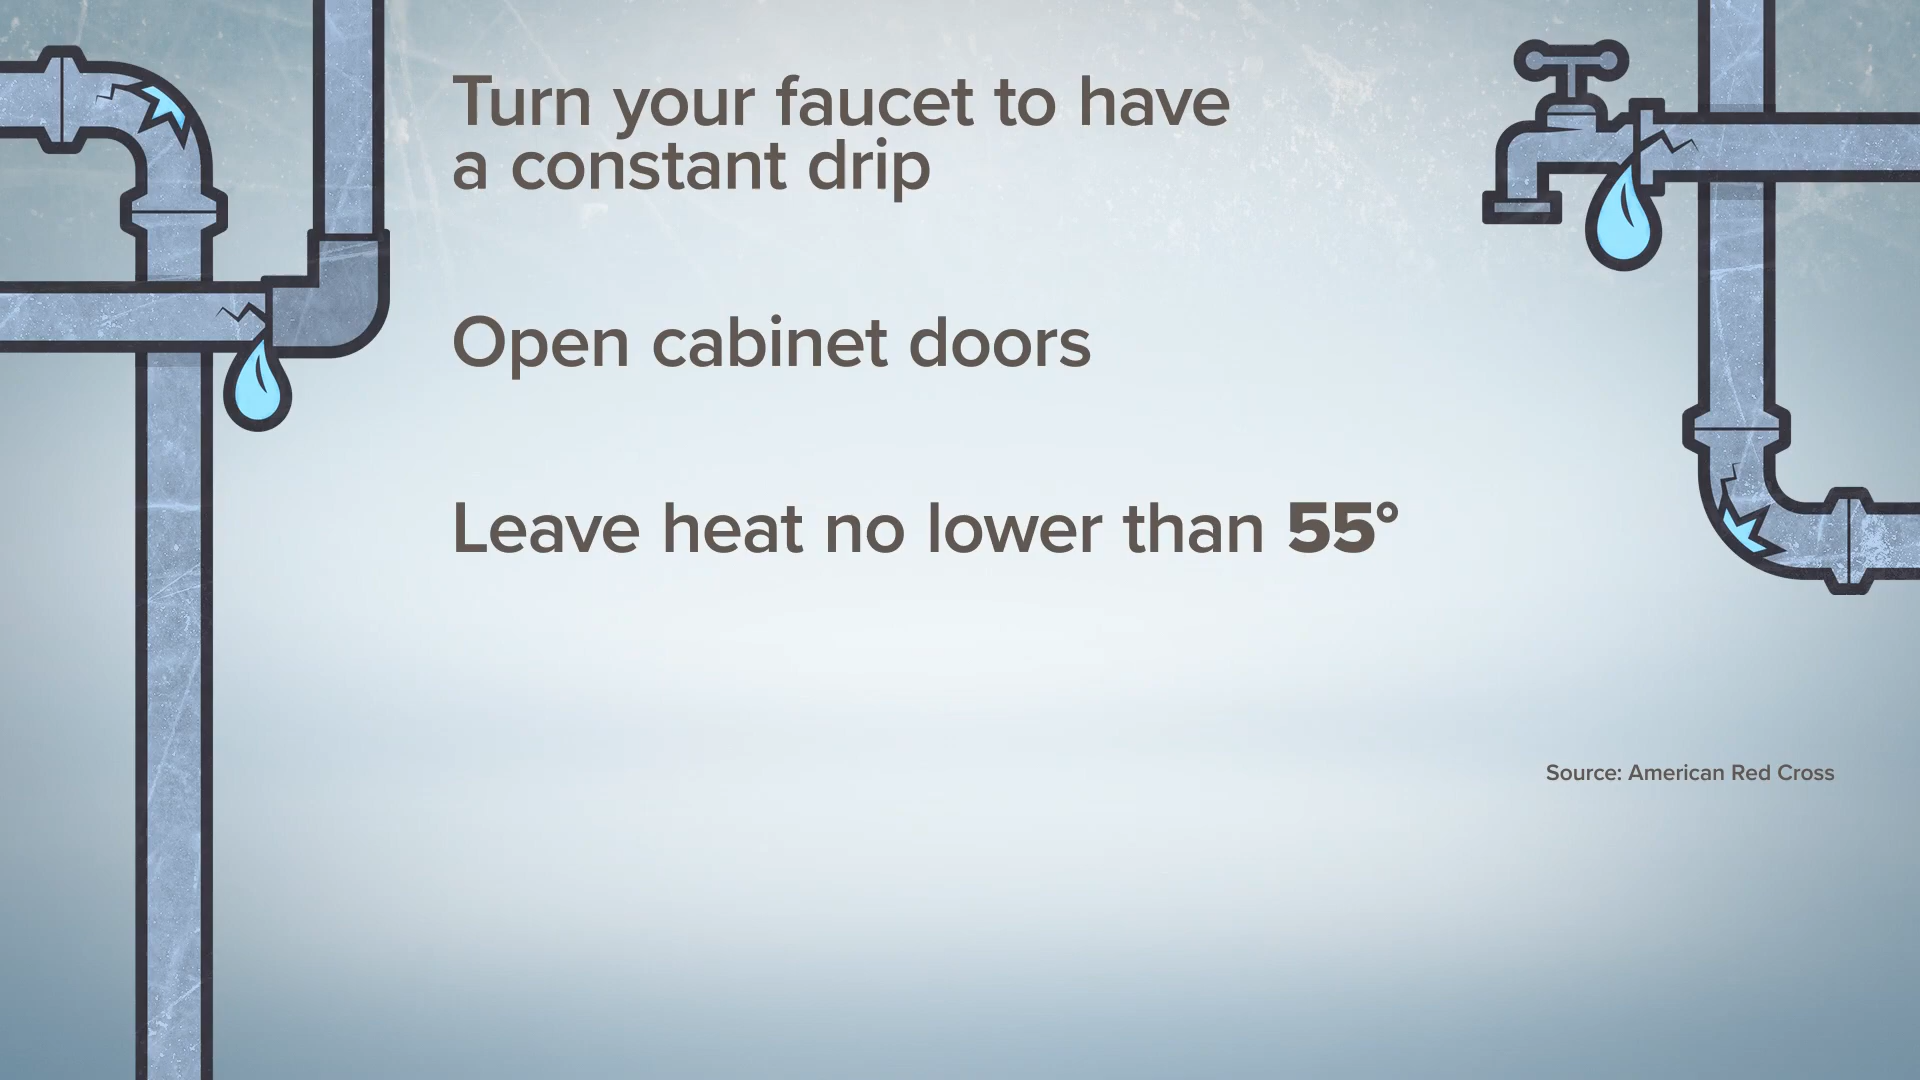 Turn your faucet to have
a constant drip
Open cabinet doors
Leave heat no lower than 55°
Source: American Red Cross